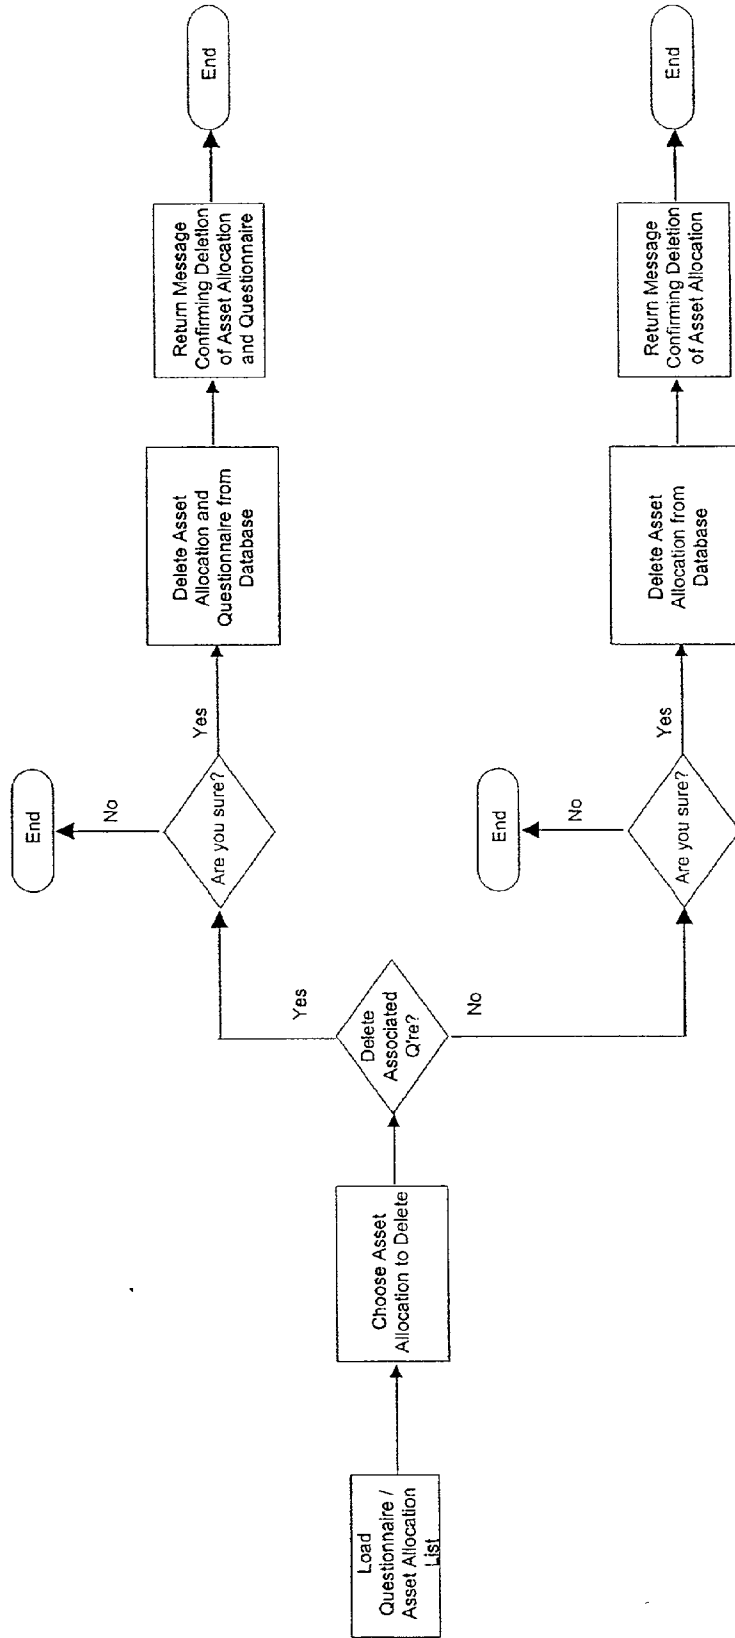 Load
Questionnaire /
Asset Allocation
List
Choose Asset
Allocation to Delete
Delete
Associated
Q're?
Yes
No
Are you sure?
No
End
Yes
Delete Asset
Allocation and
Questionnaire from
Database
Return Message
Confirming Deletion
of Asset Allocation
and Questionnaire
End
Are you sure?
No
End
Yes
Delete Asset
Allocation from
Database
Return Message
Confirming Deletion
of Asset Allocation
End